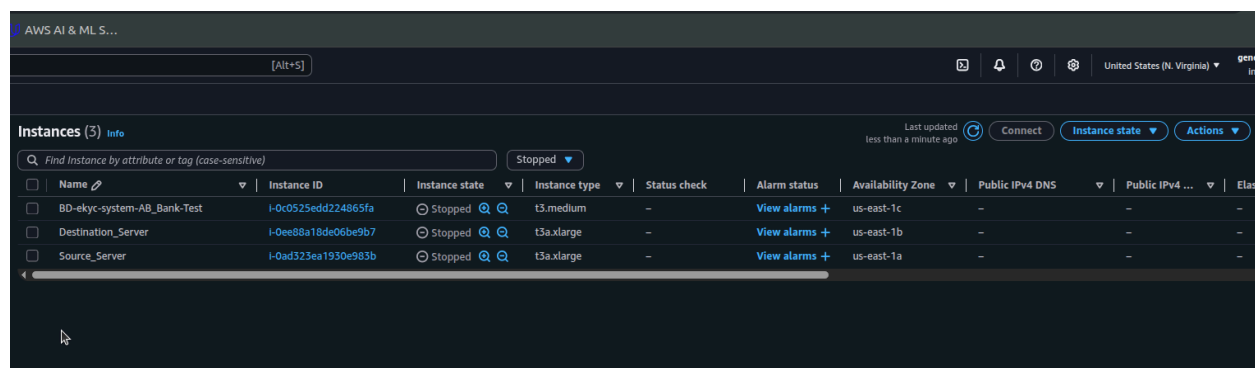 AWS AI & ML S...
[Alt+S]
United States (N. Virginia) ▼
Instances (3) Info
Last updated
less than a minute ago
Connect
Instance state ▼
Actions ▼
Find Instance by attribute or tag (case-sensitive)
Stopped ▼
Name Instance ID Instance state Instance type Status check Alarm status Availability Zone Public IPv4 DNS Public IPv4 ...
BD-ekyc-system-AB_Bank-Test i-0c0525edd224865fa Stopped t3.medium – View alarms + us-east-1c – – –
Destination_Server i-0ee88a18de06be9b7 Stopped t3a.xlarge – View alarms + us-east-1b – – –
Source_Server i-0ad323ea1930e983b Stopped t3a.xlarge – View alarms + us-east-1a – – –